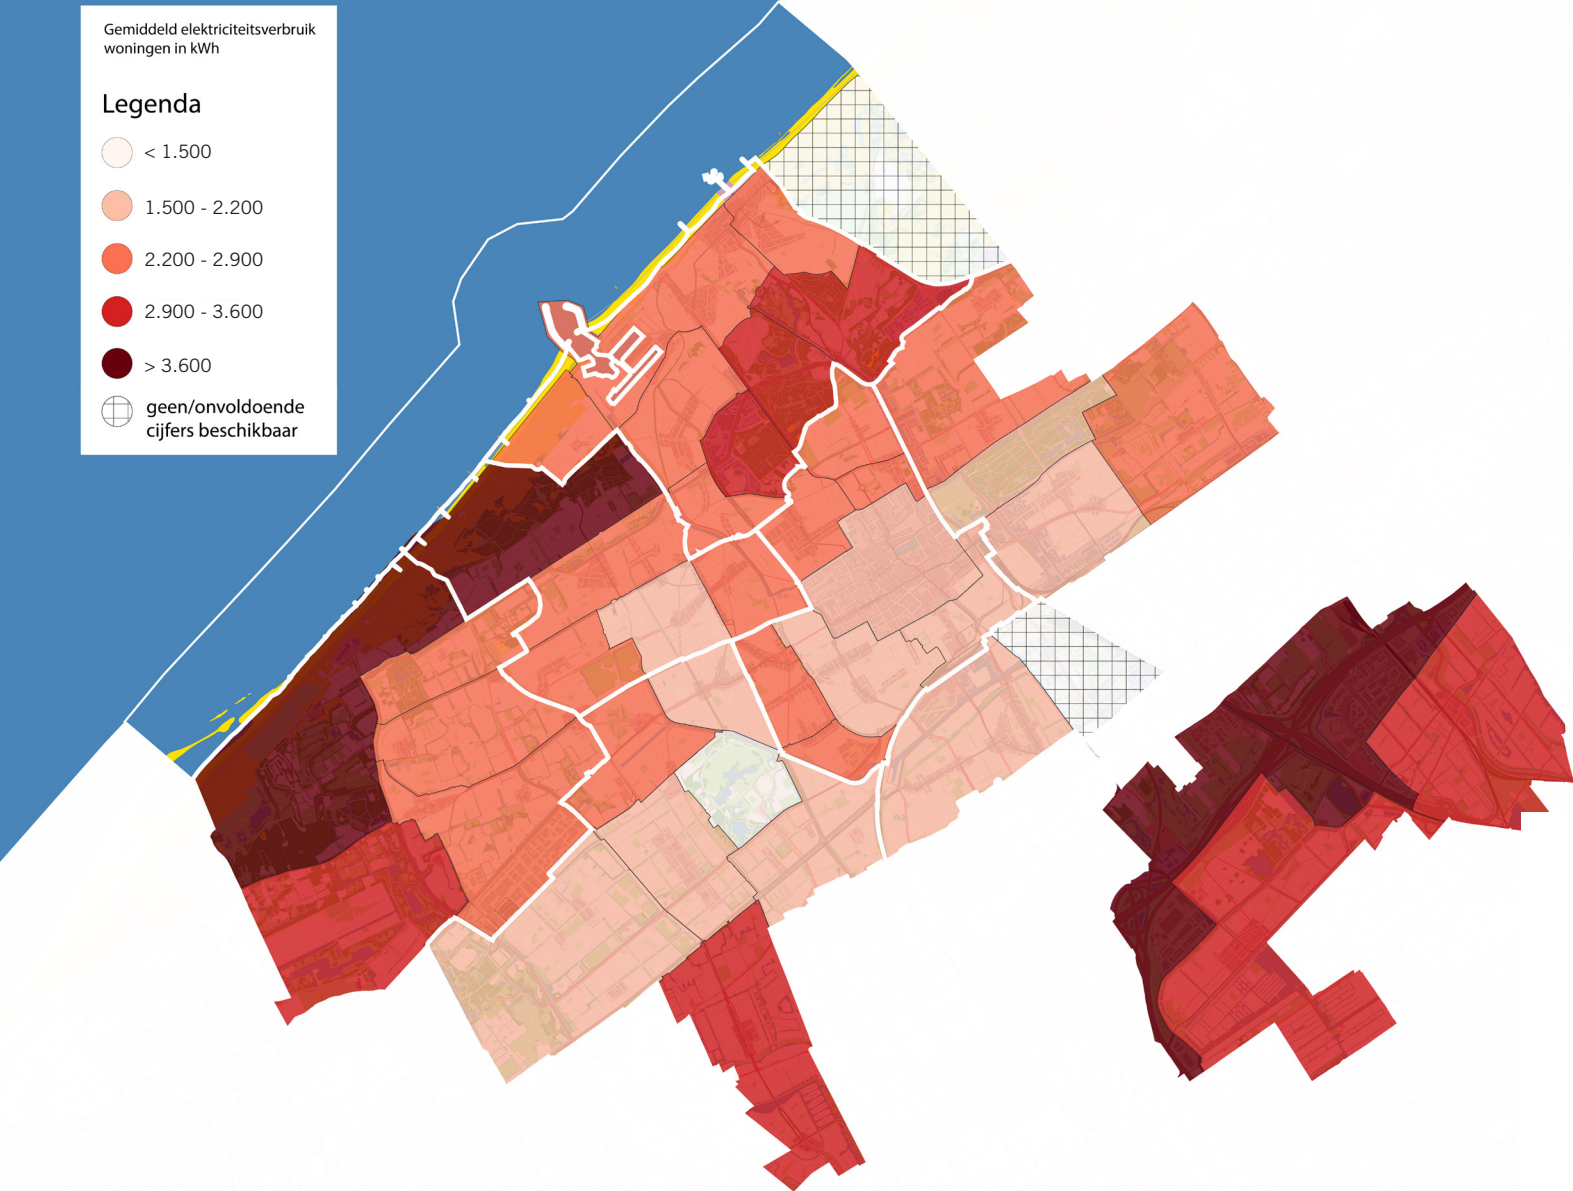 Gemiddeld elektriciteitsverbruik
woningen in kWh
Legenda
< 1.500
1.500 - 2.200
2.200 - 2.900
2.900 - 3.600
> 3.600
geen/onvoldoende
cijfers beschikbaar